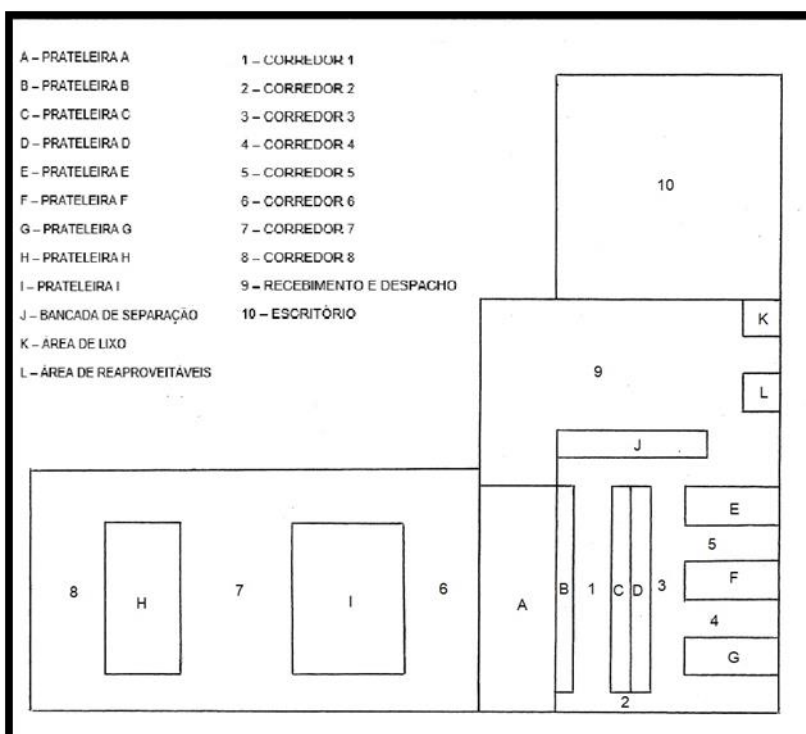 A – PRATELEIRA A
B – PRATELEIRA B
C – PRATELEIRA C
D – PRATELEIRA D
E – PRATELEIRA E
F – PRATELEIRA F
G – PRATELEIRA G
H – PRATELEIRA H
I – PRATELEIRA I
J – BANCADA DE SEPARAÇÃO
K – ÁREA DE LIXO
L – ÁREA DE REAPROVEITÁVEIS
1 – CORREDOR 1
2 – CORREDOR 2
3 – CORREDOR 3
4 – CORREDOR 4
5 – CORREDOR 5
6 – CORREDOR 6
7 – CORREDOR 7
8 – CORREDOR 8
9 – RECEBIMENTO E DESPACHO
10 – ESCRITÓRIO
10
K
9
L
J
E
5
8
H
7
I
6
A
B
1
C
D
3
F
4
G
2